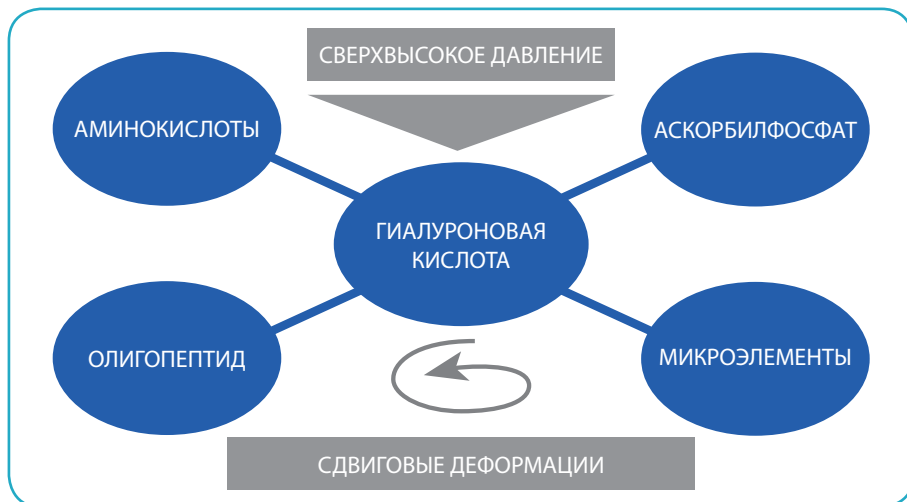 СВЕРХВЫСОКОЕ ДАВЛЕНИЕ
АМИНОКИСЛОТЫ
АСКОРБИЛФОСФАТ
ГИАЛУРОНОВАЯ
КИСЛОТА
ОЛИГОПЕПТИД
МИКРОЭЛЕМЕНТЫ
СДВИГОВЫЕ ДЕФОРМАЦИИ